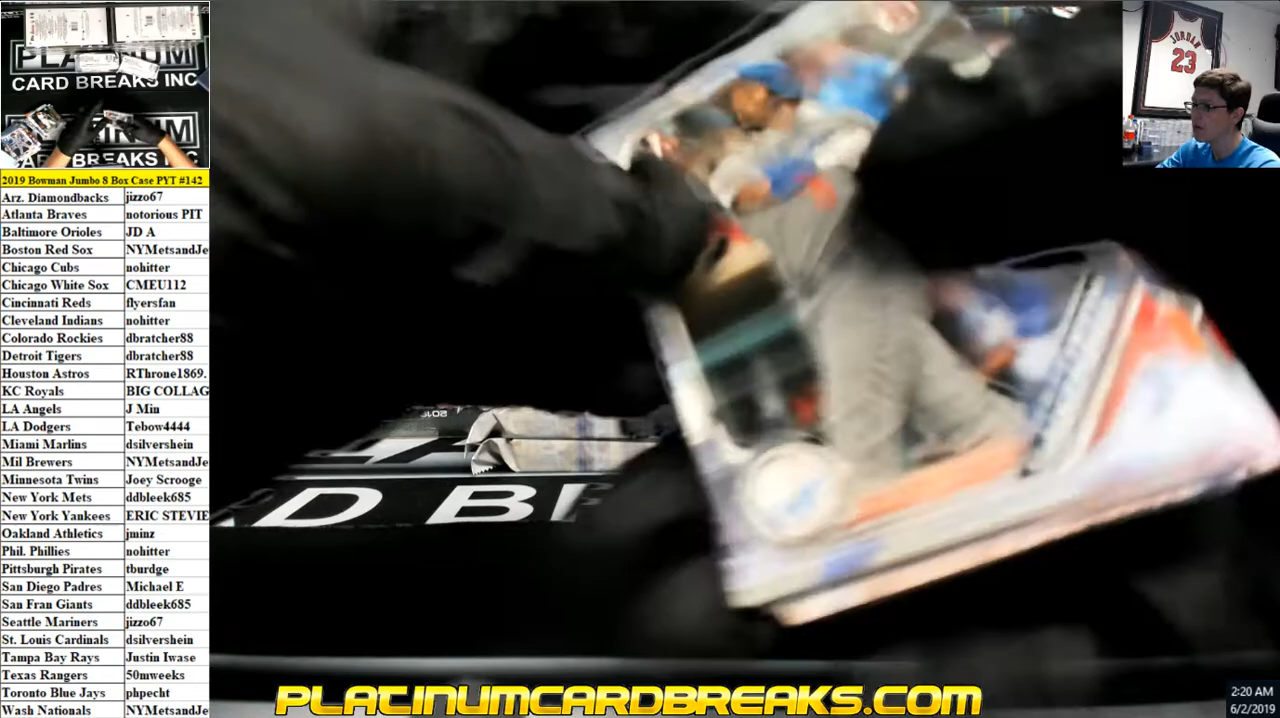 PLATINUM
CARD BREAKS INC
PLATINUM
CARD BREAKS INC
JORDAN
23
2019 Bowman Jumbo 8 Box Case PYT #142
Arz. Diamondbacks jizzo67
Atlanta Braves notorious PIT
Baltimore Orioles JD A
Boston Red Sox NYMetsandJe
Chicago Cubs nohitter
Chicago White Sox CMEU112
Cincinnati Reds flyersfan
Cleveland Indians nohitter
Colorado Rockies dbratcher88
Detroit Tigers dbratcher88
Houston Astros RThrone1869.
KC Royals BIG COLLAG
LA Angels J Min
LA Dodgers Tebow4444
Miami Marlins dsilvershein
Mil Brewers NYMetsandJe
Minnesota Twins Joey Scrooge
New York Mets ddbleek685
New York Yankees ERIC STEVIE
Oakland Athletics jminz
Phil. Phillies nohitter
Pittsburgh Pirates tburdge
San Diego Padres Michael E
San Fran Giants ddbleek685
Seattle Mariners jizzo67
St. Louis Cardinals dsilvershein
Tampa Bay Rays Justin Iwase
Texas Rangers 50mweeks
Toronto Blue Jays phpecht
Wash Nationals NYMetsandJe
D BR
PLATINUMCARDBREAKS.COM
2:20 AM
6/2/2019